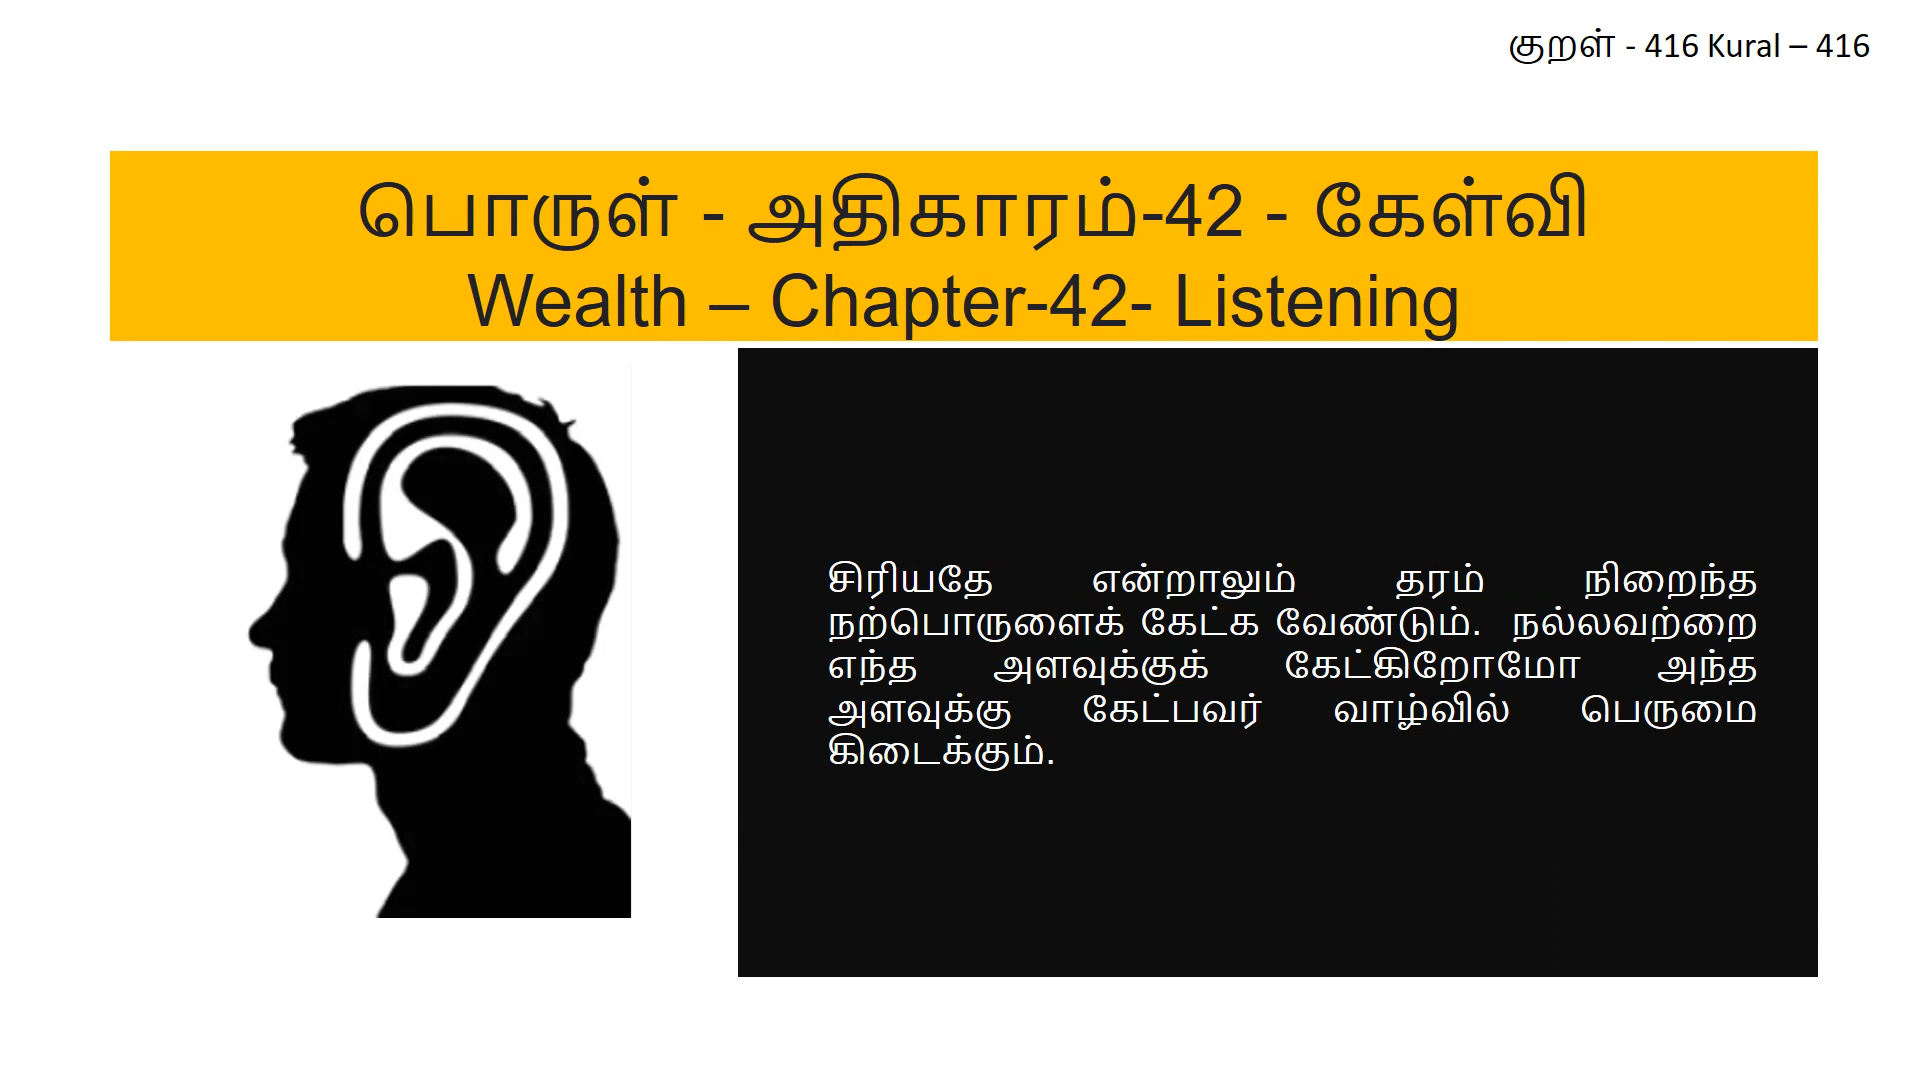 குறள் - 416 Kural – 416
பொருள் - அதிகாரம்-42 - கேள்வி
Wealth – Chapter-42- Listening
சிரியதே என்றாலும் தரம் நிறைந்த
நற்பொருளைக் கேட்க வேண்டும். நல்லவற்றை
எந்த அளவுக்குக் கேட்கிறோமோ அந்த
அளவுக்கு கேட்பவர் வாழ்வில் பெருமை
கிடைக்கும்.